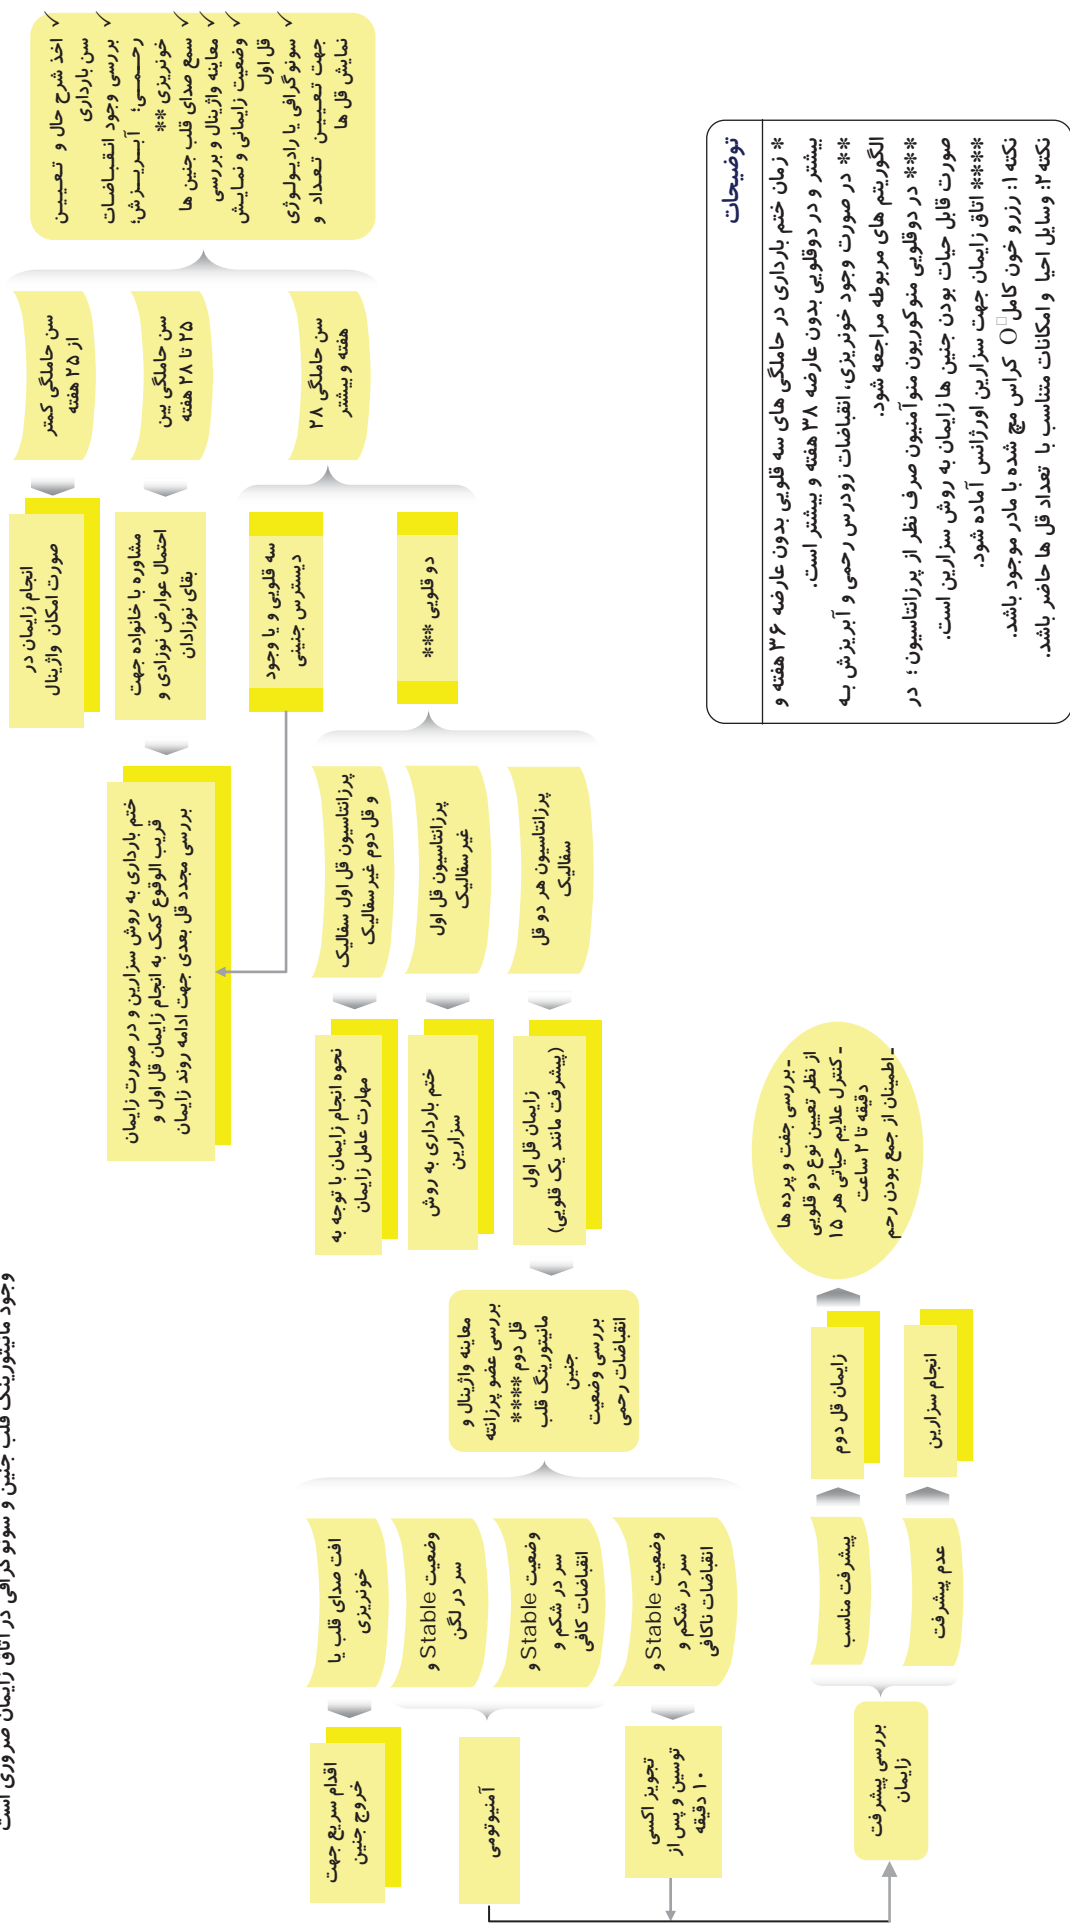 وجود مانیتورینگ قلب جنین و سونوگرافی در اتاق زایمان ضروری است
✓ اخذ شرح حال و تعیین
سن بارداری
✓ بررسی وجود انقباضات
رحمی؛ آبریزش؛
خونریزی **
✓ سمع صدای قلب جنین ها
✓ معاینه واژینال و بررسی
✓ وضعیت زایمانی و نمایش
قل اول
✓ سونوگرافی یا رادیولوژی
جهت تعیین تعداد و
نمایش قل ها
سن حاملگی کمتر
از ۲۵ هفته
سن حاملگی بین
۲۵ تا ۲۸ هفته
سن حاملگی ۲۸
هفته و بیشتر
انجام زایمان در
صورت امکان واژینال
مشاوره با خانواده جهت
احتمال عوارض نوزادی و
بقای نوزادان
سه قلویی و یا وجود
دیسترس جنینی
دو قلویی ***
ختم بارداری به روش سزارین و در صورت زایمان
قریب الوقوع کمک به انجام زایمان قل اول و
بررسی مجدد قل بعدی جهت ادامه روند زایمان
پرزانتاسیون قل اول سفالیک
و قل دوم غیرسفالیک
پرزانتاسیون قل اول
غیرسفالیک
پرزانتاسیون هر دو قل
سفالیک
نحوه انجام زایمان با توجه به
مهارت عامل زایمان
ختم بارداری به روش
سزارین
زایمان قل اول
(پیشرفت مانند یک قلویی)
معاینه واژینال و
بررسی عضو پرزانته
قل دوم ****
مانیتورینگ قلب
جنین
بررسی وضعیت
انقباضات رحمی
افت صدای قلب یا
خونریزی
وضعیت Stable و
سر در لگن
وضعیت Stable و
سر در شکم و
انقباضات کافی
وضعیت Stable و
سر در شکم و
انقباضات ناکافی
اقدام سریع جهت
خروج جنین
آمنیوتومی
تجویز اکسی
توسین و پس از
۱۰ دقیقه
بررسی پیشرفت
زایمان
پیشرفت مناسب
عدم پیشرفت
زایمان قل دوم
انجام سزارین
ـ بررسی جفت و پرده ها
از نظر تعیین نوع دو قلویی
ـ کنترل علایم حیاتی هر ۱۵
دقیقه تا ۲ ساعت
ـ اطمینان از جمع بودن رحم
توضیحات
* زمان ختم بارداری در حاملگی های سه قلویی بدون عارضه ۳۶ هفته و
بیشتر و در دوقلویی بدون عارضه ۳۸ هفته و بیشتر است.
** در صورت وجود خونریزی، انقباضات زودرس رحمی و آبریزش به
الگوریتم های مربوطه مراجعه شود.
*** در دوقلویی منوکوریون منوآمنیون صرف نظر از پرزانتاسیون ؛ در
صورت قابل حیات بودن جنین ها زایمان به روش سزارین است.
**** اتاق زایمان جهت سزارین اورژانس آماده شود.
نکته ۱: رزرو خون کامل O⁠ کراس مچ شده با مادر موجود باشد.
نکته۲: وسایل احیا و امکانات متناسب با تعداد قل ها حاضر باشد.